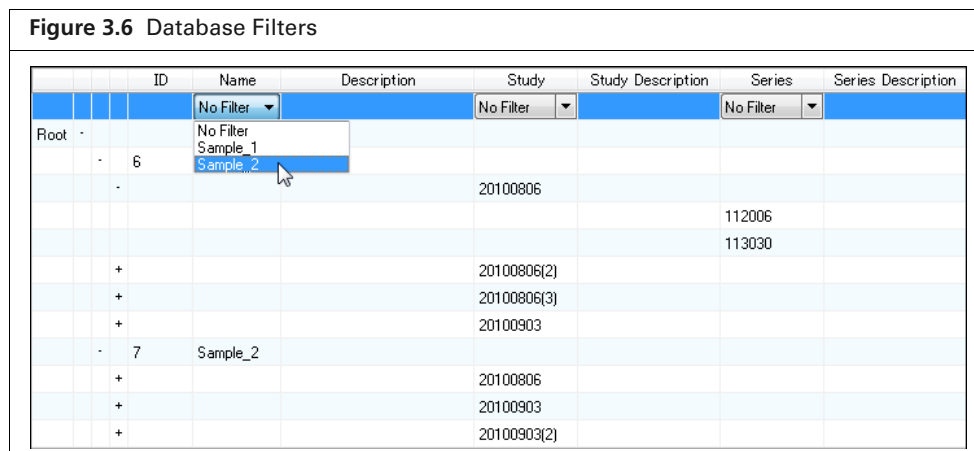 Figure 3.6 Database Filters
ID Name Description Study Study Description Series Series Description
No Filter No Filter No Filter
Root - No Filter
Sample_1
- 6 Sample_2
- 20100806
112006
113030
+ 20100806(2)
+ 20100806(3)
+ 20100903
- 7 Sample_2
+ 20100806
+ 20100903
+ 20100903(2)